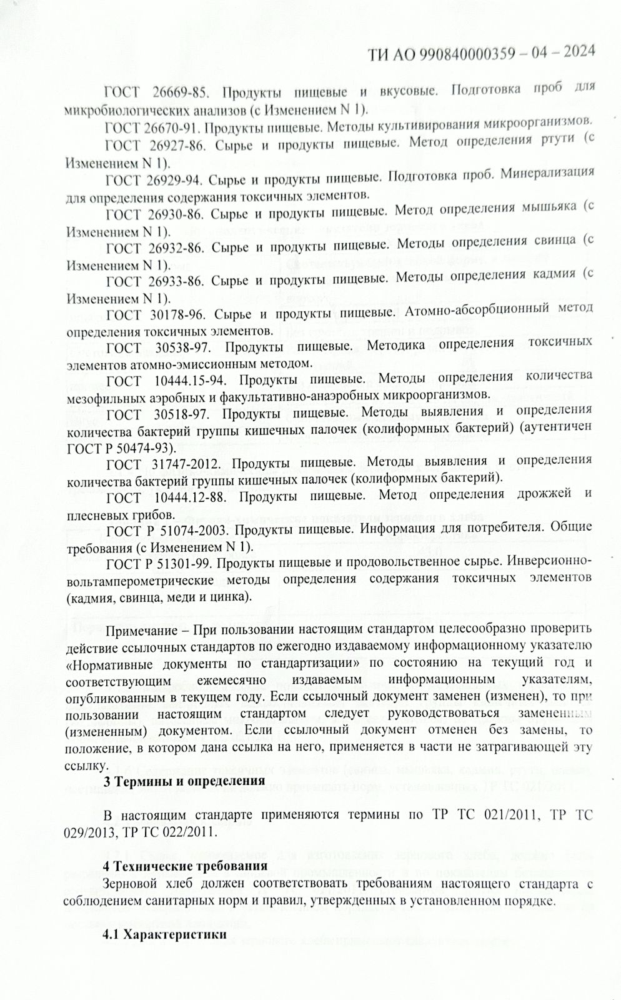 ТИ АО 990840000359 – 04 – 2024
ГОСТ 26669-85. Продукты пищевые и вкусовые. Подготовка проб для
микробиологических анализов (с Изменением N 1).
ГОСТ 26670-91. Продукты пищевые. Методы культивирования микроорганизмов.
ГОСТ 26927-86. Сырье и продукты пищевые. Метод определения ртути (с
Изменением N 1).
ГОСТ 26929-94. Сырье и продукты пищевые. Подготовка проб. Минерализация
для определения содержания токсичных элементов.
ГОСТ 26930-86. Сырье и продукты пищевые. Метод определения мышьяка (с
Изменением N 1).
ГОСТ 26932-86. Сырье и продукты пищевые. Методы определения свинца (с
Изменением N 1).
ГОСТ 26933-86. Сырье и продукты пищевые. Методы определения кадмия (с
Изменением N 1).
ГОСТ 30178-96. Сырье и продукты пищевые. Атомно-абсорбционный метод
определения токсичных элементов.
ГОСТ 30538-97. Продукты пищевые. Методика определения токсичных
элементов атомно-эмиссионным методом.
ГОСТ 10444.15-94. Продукты пищевые. Методы определения количества
мезофильных аэробных и факультативно-анаэробных микроорганизмов.
ГОСТ 30518-97. Продукты пищевые. Методы выявления и определения
количества бактерий группы кишечных палочек (колиформных бактерий) (аутентичен
ГОСТ Р 50474-93).
ГОСТ 31747-2012. Продукты пищевые. Методы выявления и определения
количества бактерий группы кишечных палочек (колиформных бактерий).
ГОСТ 10444.12-88. Продукты пищевые. Метод определения дрожжей и
плесневых грибов.
ГОСТ Р 51074-2003. Продукты пищевые. Информация для потребителя. Общие
требования (с Изменением N 1).
ГОСТ Р 51301-99. Продукты пищевые и продовольственное сырье. Инверсионно-
вольтамперометрические методы определения содержания токсичных элементов
(кадмия, свинца, меди и цинка).
Примечание – При пользовании настоящим стандартом целесообразно проверить
действие ссылочных стандартов по ежегодно издаваемому информационному указателю
«Нормативные документы по стандартизации» по состоянию на текущий год и
соответствующим ежемесячно издаваемым информационным указателям,
опубликованным в текущем году. Если ссылочный документ заменен (изменен), то при
пользовании настоящим стандартом следует руководствоваться замененным
(измененным) документом. Если ссылочный документ отменен без замены, то
положение, в котором дана ссылка на него, применяется в части не затрагивающей эту
ссылку.
3 Термины и определения
В настоящим стандарте применяются термины по ТР ТС 021/2011, ТР ТС
029/2013, ТР ТС 022/2011.
4 Технические требования
Зерновой хлеб должен соответствовать требованиям настоящего стандарта с
соблюдением санитарных норм и правил, утвержденных в установленном порядке.
4.1 Характеристики